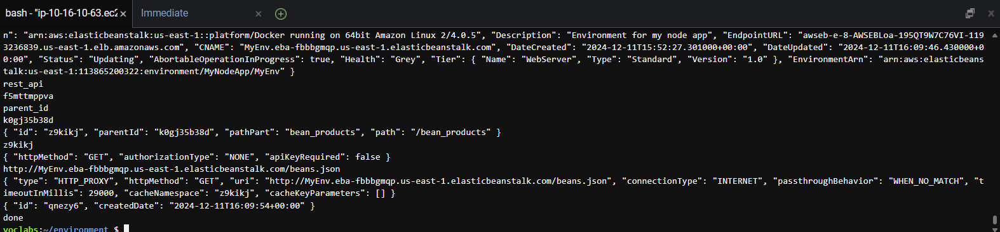 bash - "ip-10-16-10-63.ec2
Immediate
n": "arn:aws:elasticbeanstalk:us-east-1::platform/Docker running on 64bit Amazon Linux 2/4.0.5", "Description": "Environment for my node app", "EndpointURL": "awseb-e-8-AWSEBLoa-195QT9W7C76VI-119
3236839.us-east-1.elb.amazonaws.com", "CNAME": "MyEnv.eba-fbbbgmqp.us-east-1.elasticbeanstalk.com", "DateCreated": "2024-12-11T15:52:27.301000+00:00", "DateUpdated": "2024-12-11T16:09:46.430000+0
0:00", "Status": "Updating", "AbortableOperationInProgress": true, "Health": "Grey", "Tier": { "Name": "WebServer", "Type": "Standard", "Version": "1.0" }, "EnvironmentArn": "arn:aws:elasticbeans
talk:us-east-1:113865200322:environment/MyNodeApp/MyEnv" }
rest_api
f5mttmppva
parent_id
k0gj35b38d
{ "id": "z9kikj", "parentId": "k0gj35b38d", "pathPart": "bean_products", "path": "/bean_products" }
z9kikj
{ "httpMethod": "GET", "authorizationType": "NONE", "apiKeyRequired": false }
http://MyEnv.eba-fbbbgmqp.us-east-1.elasticbeanstalk.com/beans.json
{ "type": "HTTP_PROXY", "httpMethod": "GET", "uri": "http://MyEnv.eba-fbbbgmqp.us-east-1.elasticbeanstalk.com/beans.json", "connectionType": "INTERNET", "passthroughBehavior": "WHEN_NO_MATCH", "t
imeoutInMillis": 29000, "cacheNamespace": "z9kikj", "cacheKeyParameters": [] }
{ "id": "qnezy6", "createdDate": "2024-12-11T16:09:54+00:00" }
done
voclabs:~/environment $